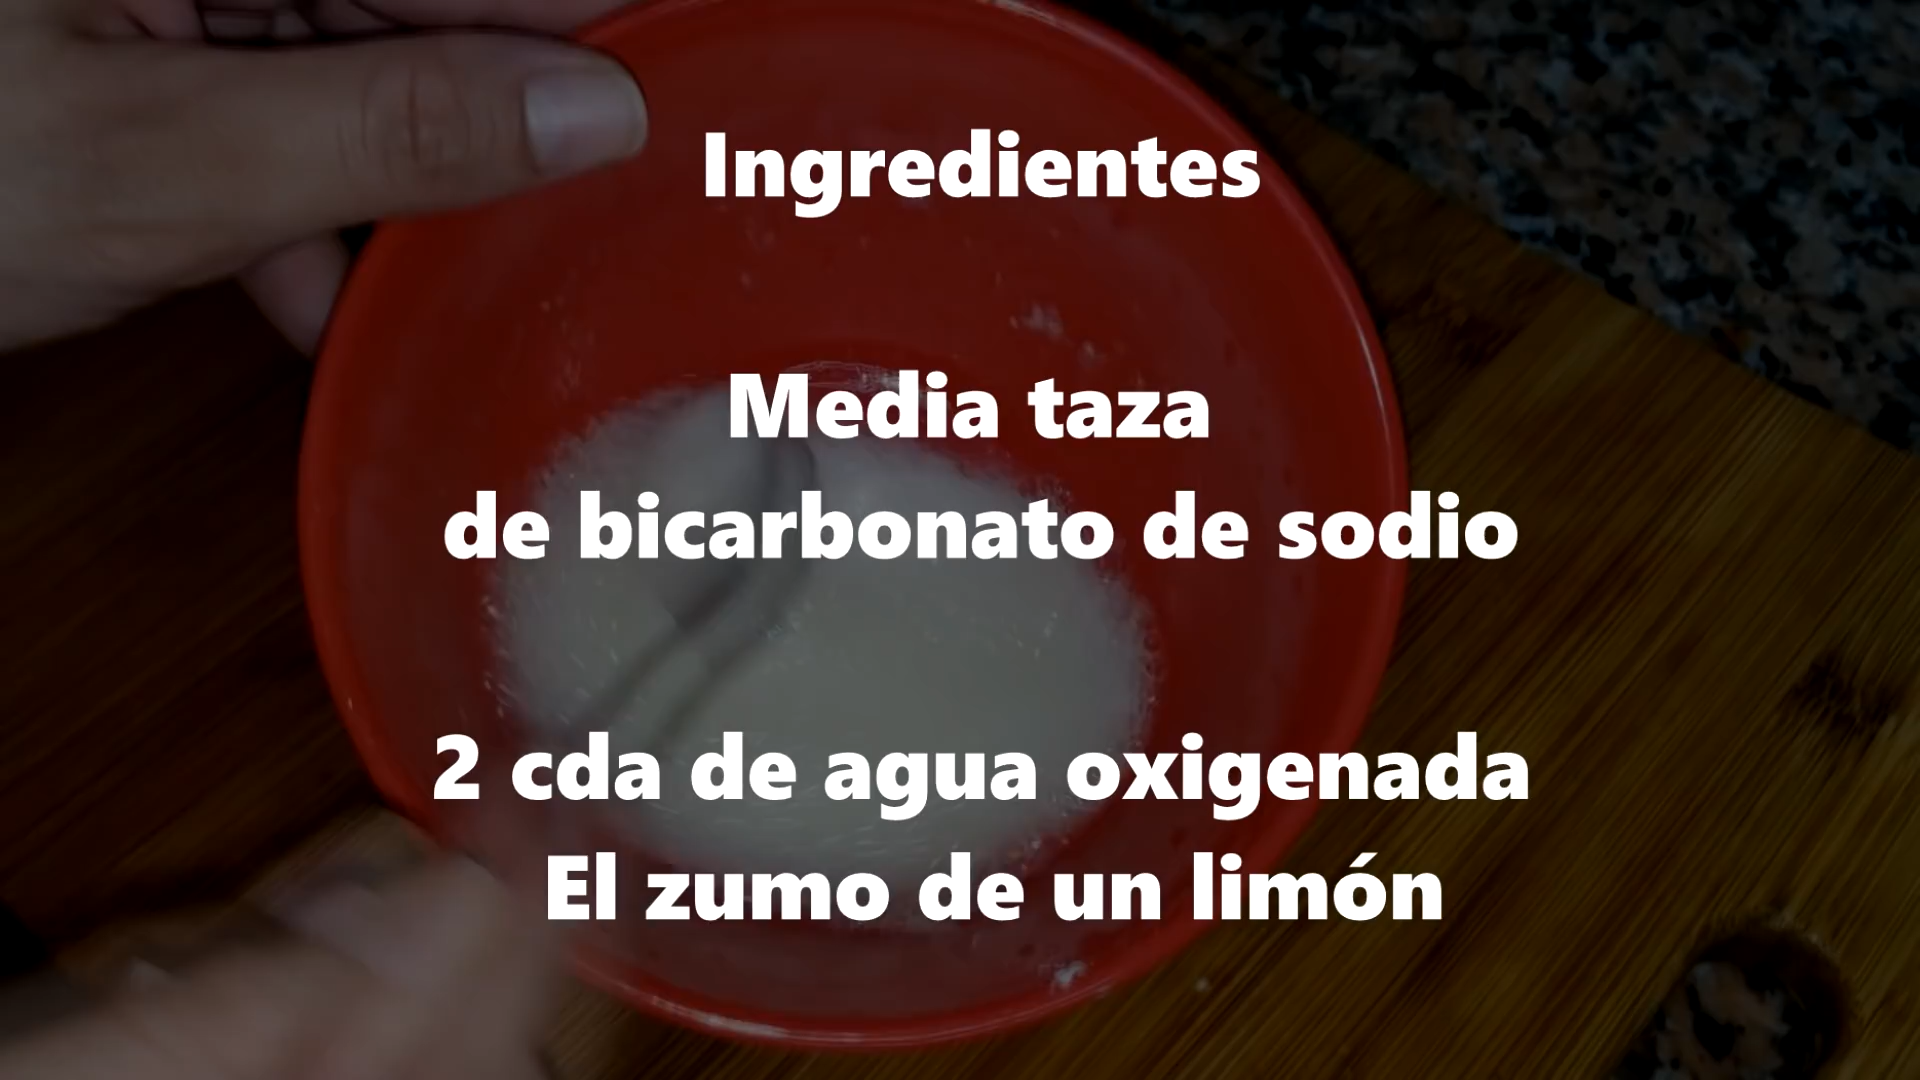 Ingredientes
Media taza
de bicarbonato de sodio
2 cda de agua oxigenada
El zumo de un limón